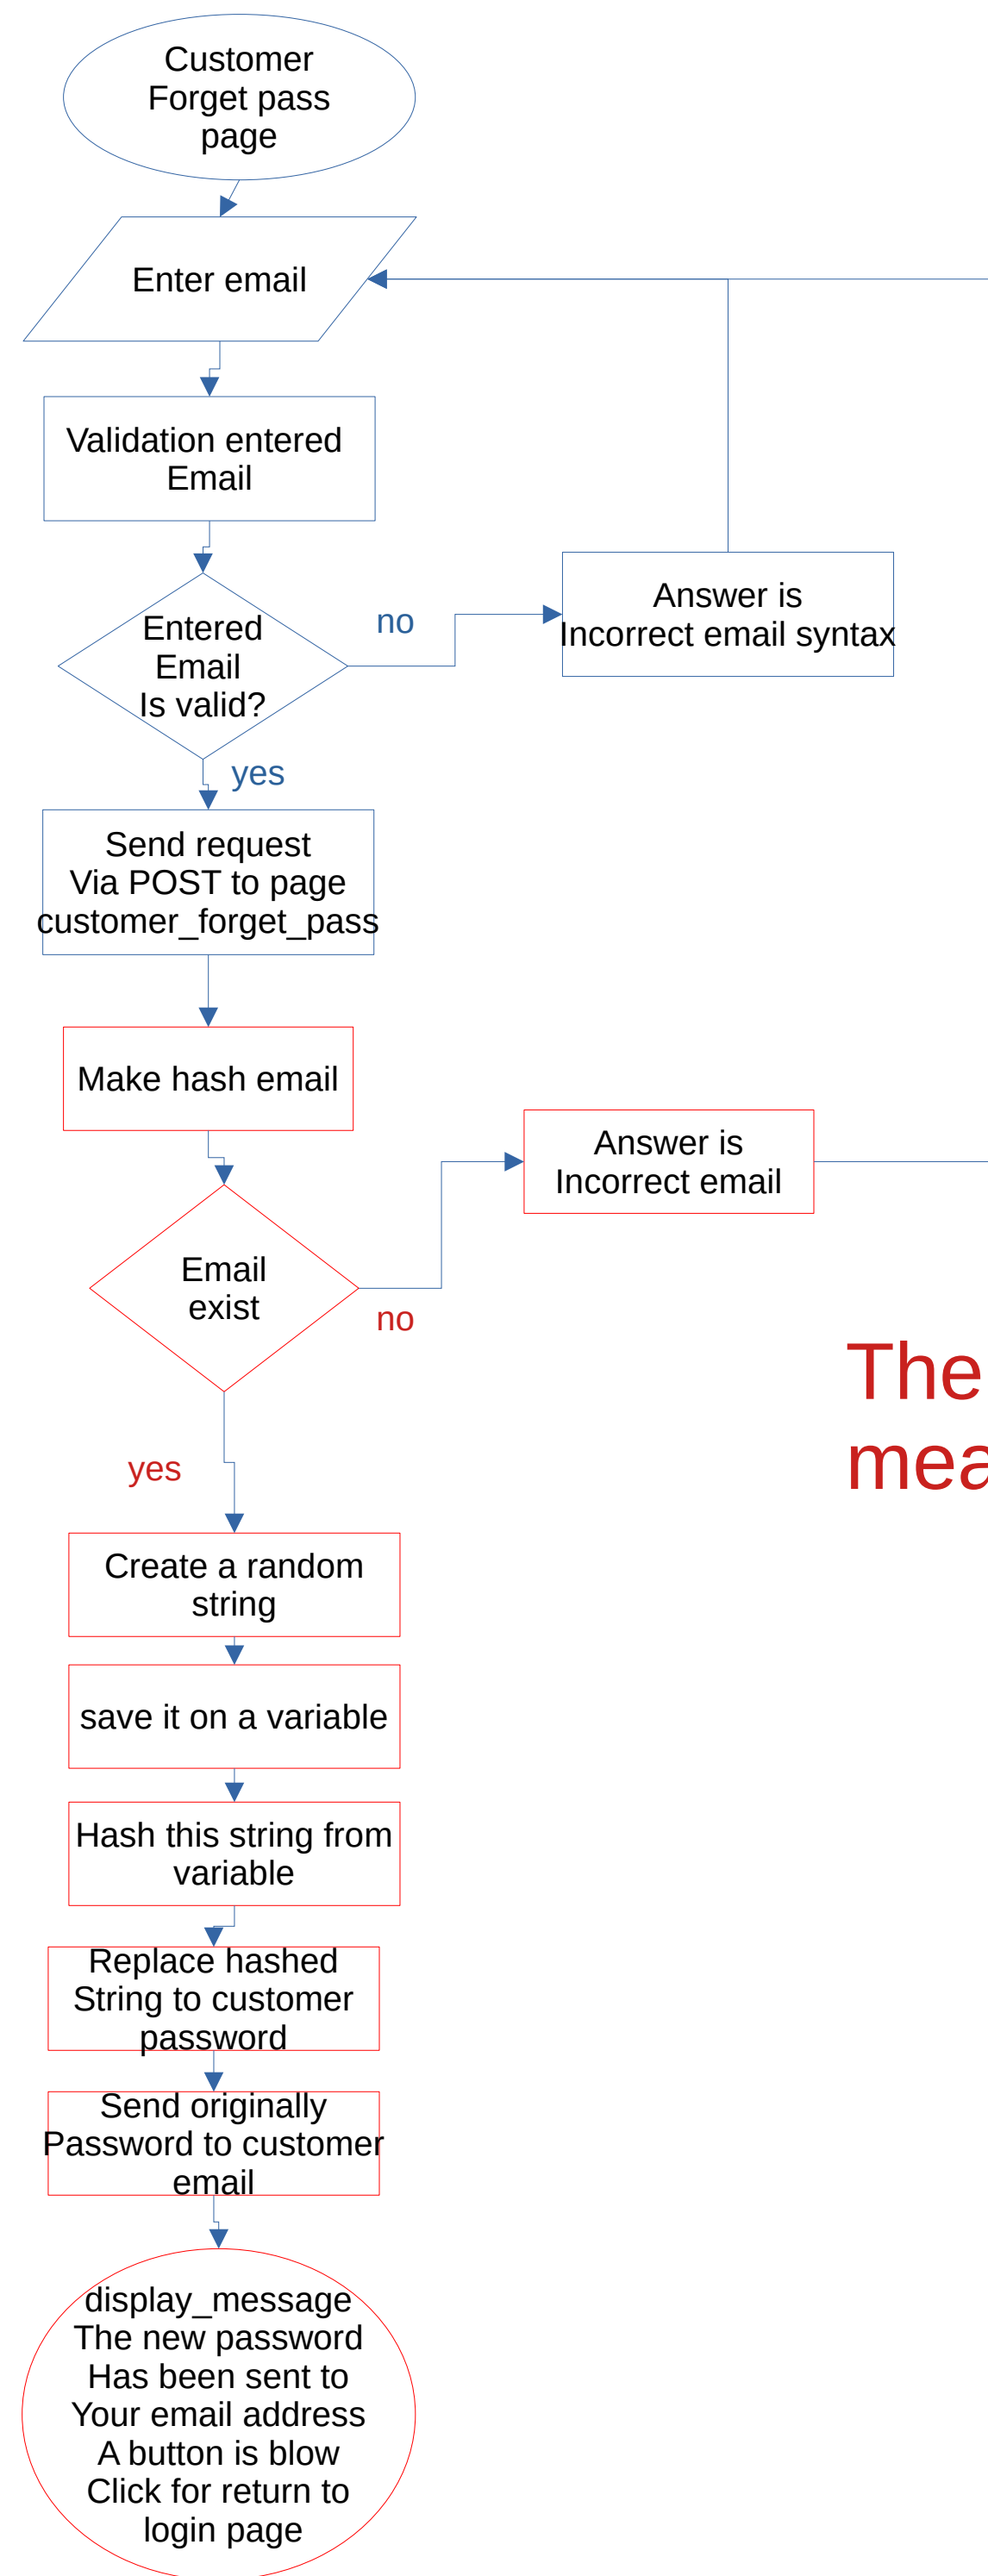 Customer
Forget pass
page
Enter email
Validation entered
Email
Entered
Email
Is valid?
no
Answer is
Incorrect email syntax
yes
Send request
Via POST to page
customer_forget_pass
Make hash email
Answer is
Incorrect email
Email
exist
no
The
mea
yes
Create a random
string
save it on a variable
Hash this string from
variable
Replace hashed
String to customer
password
Send originally
Password to customer
email
display_message
The new password
Has been sent to
Your email address
A button is blow
Click for return to
login page